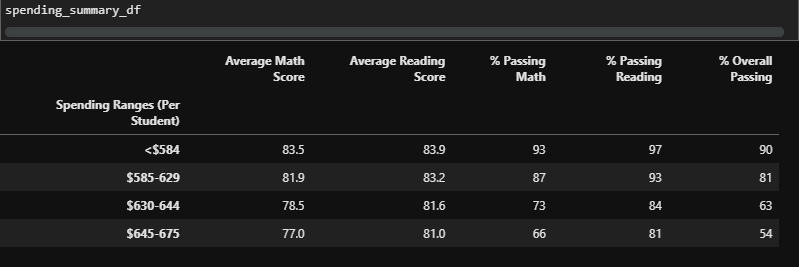 spending_summary_df
Average Math Score Average Reading Score % Passing Math % Passing Reading % Overall Passing
Spending Ranges (Per Student)
<$584 83.5 83.9 93 97 90
$585-629 81.9 83.2 87 93 81
$630-644 78.5 81.6 73 84 63
$645-675 77.0 81.0 66 81 54